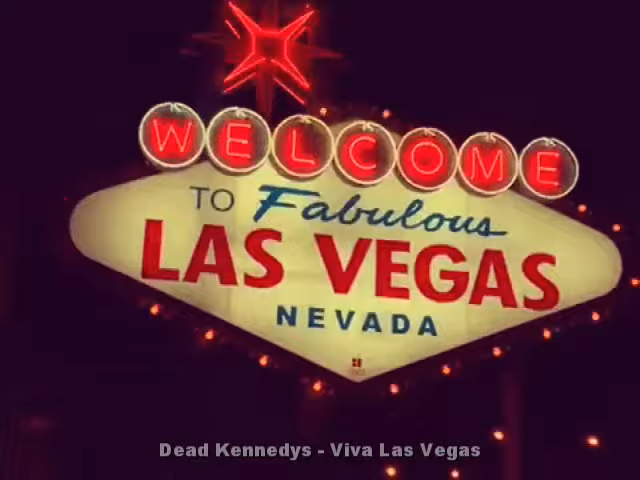 WELCOME
TO Fabulous
LAS VEGAS
NEVADA
Dead Kennedys - Viva Las Vegas